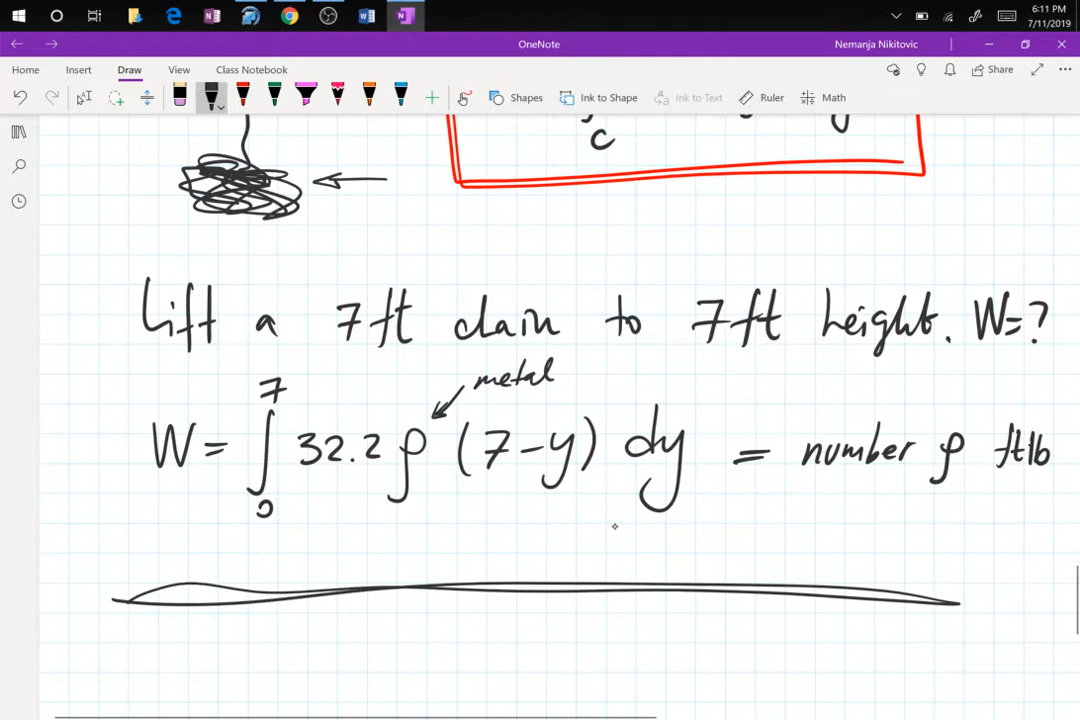 6:11 PM
7/11/2019
OneNote
Nemanja Nikitovic
Home Insert Draw View Class Notebook
Share
Shapes Ink to Shape Ink to Text Ruler Math
c
Lift a 7ft chain to 7ft height. W=?
metal
7
W = ∫ 32.2 ρ (7-y) dy = number ρ ft lb
0